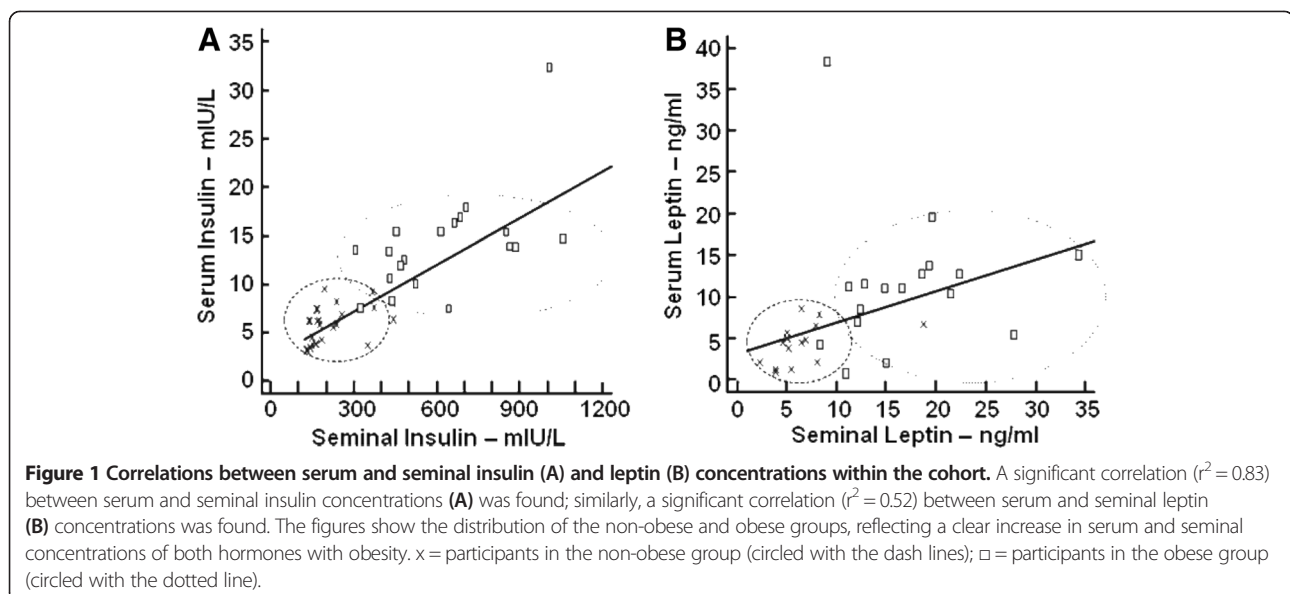 A
B
35
30
25
20
15
10
5
0
Serum Insulin – mIU/L
0 300 600 900 1200
Seminal Insulin – mIU/L
40
35
30
25
20
15
10
5
0
Serum Leptin – ng/ml
0 5 10 15 20 25 30 35
Seminal Leptin – ng/ml
Figure 1 Correlations between serum and seminal insulin (A) and leptin (B) concentrations within the cohort. A significant correlation (r² = 0.83)
between serum and seminal insulin concentrations (A) was found; similarly, a significant correlation (r² = 0.52) between serum and seminal leptin
(B) concentrations was found. The figures show the distribution of the non-obese and obese groups, reflecting a clear increase in serum and seminal
concentrations of both hormones with obesity. x = participants in the non-obese group (circled with the dash lines); □ = participants in the obese group
(circled with the dotted line).